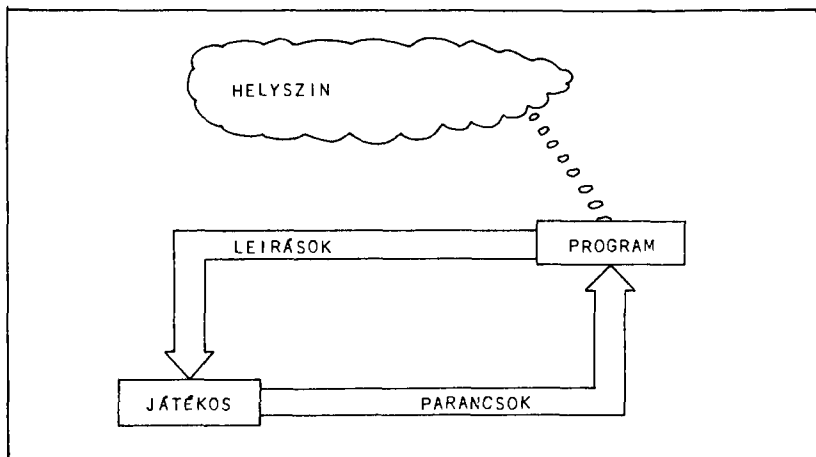 HELYSZIN
LEIRÁSOK
PROGRAM
JÁTÉKOS
PARANCSOK